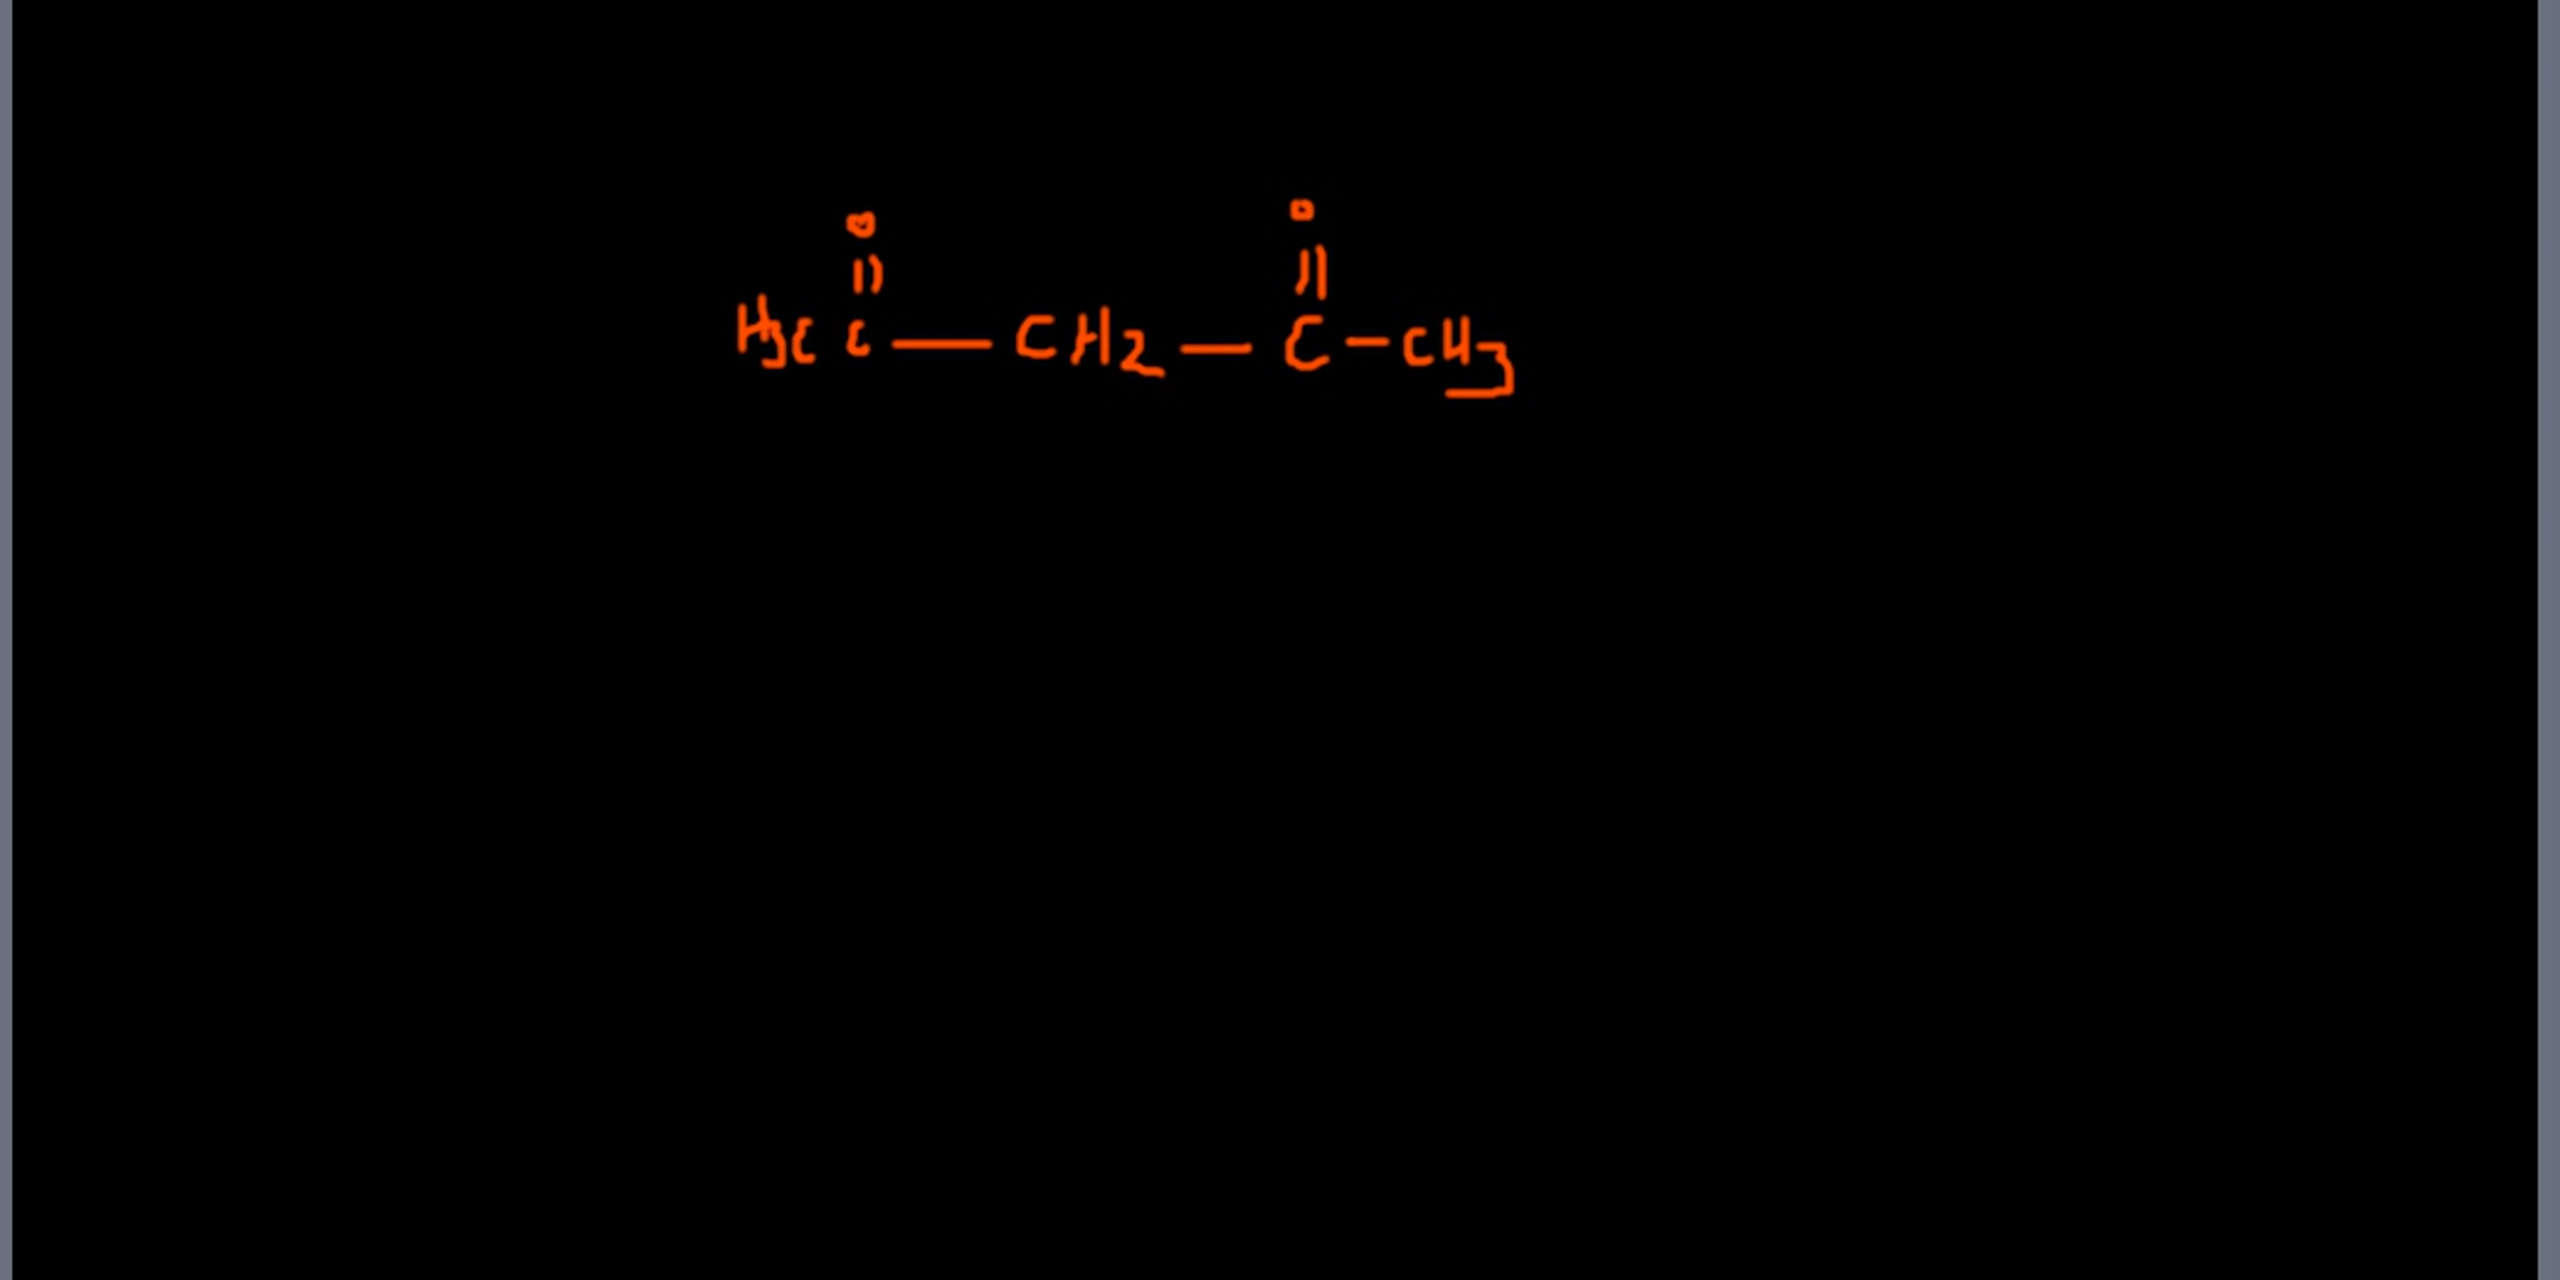 O O
|| ||
H3C C — CH2 — C – CH3